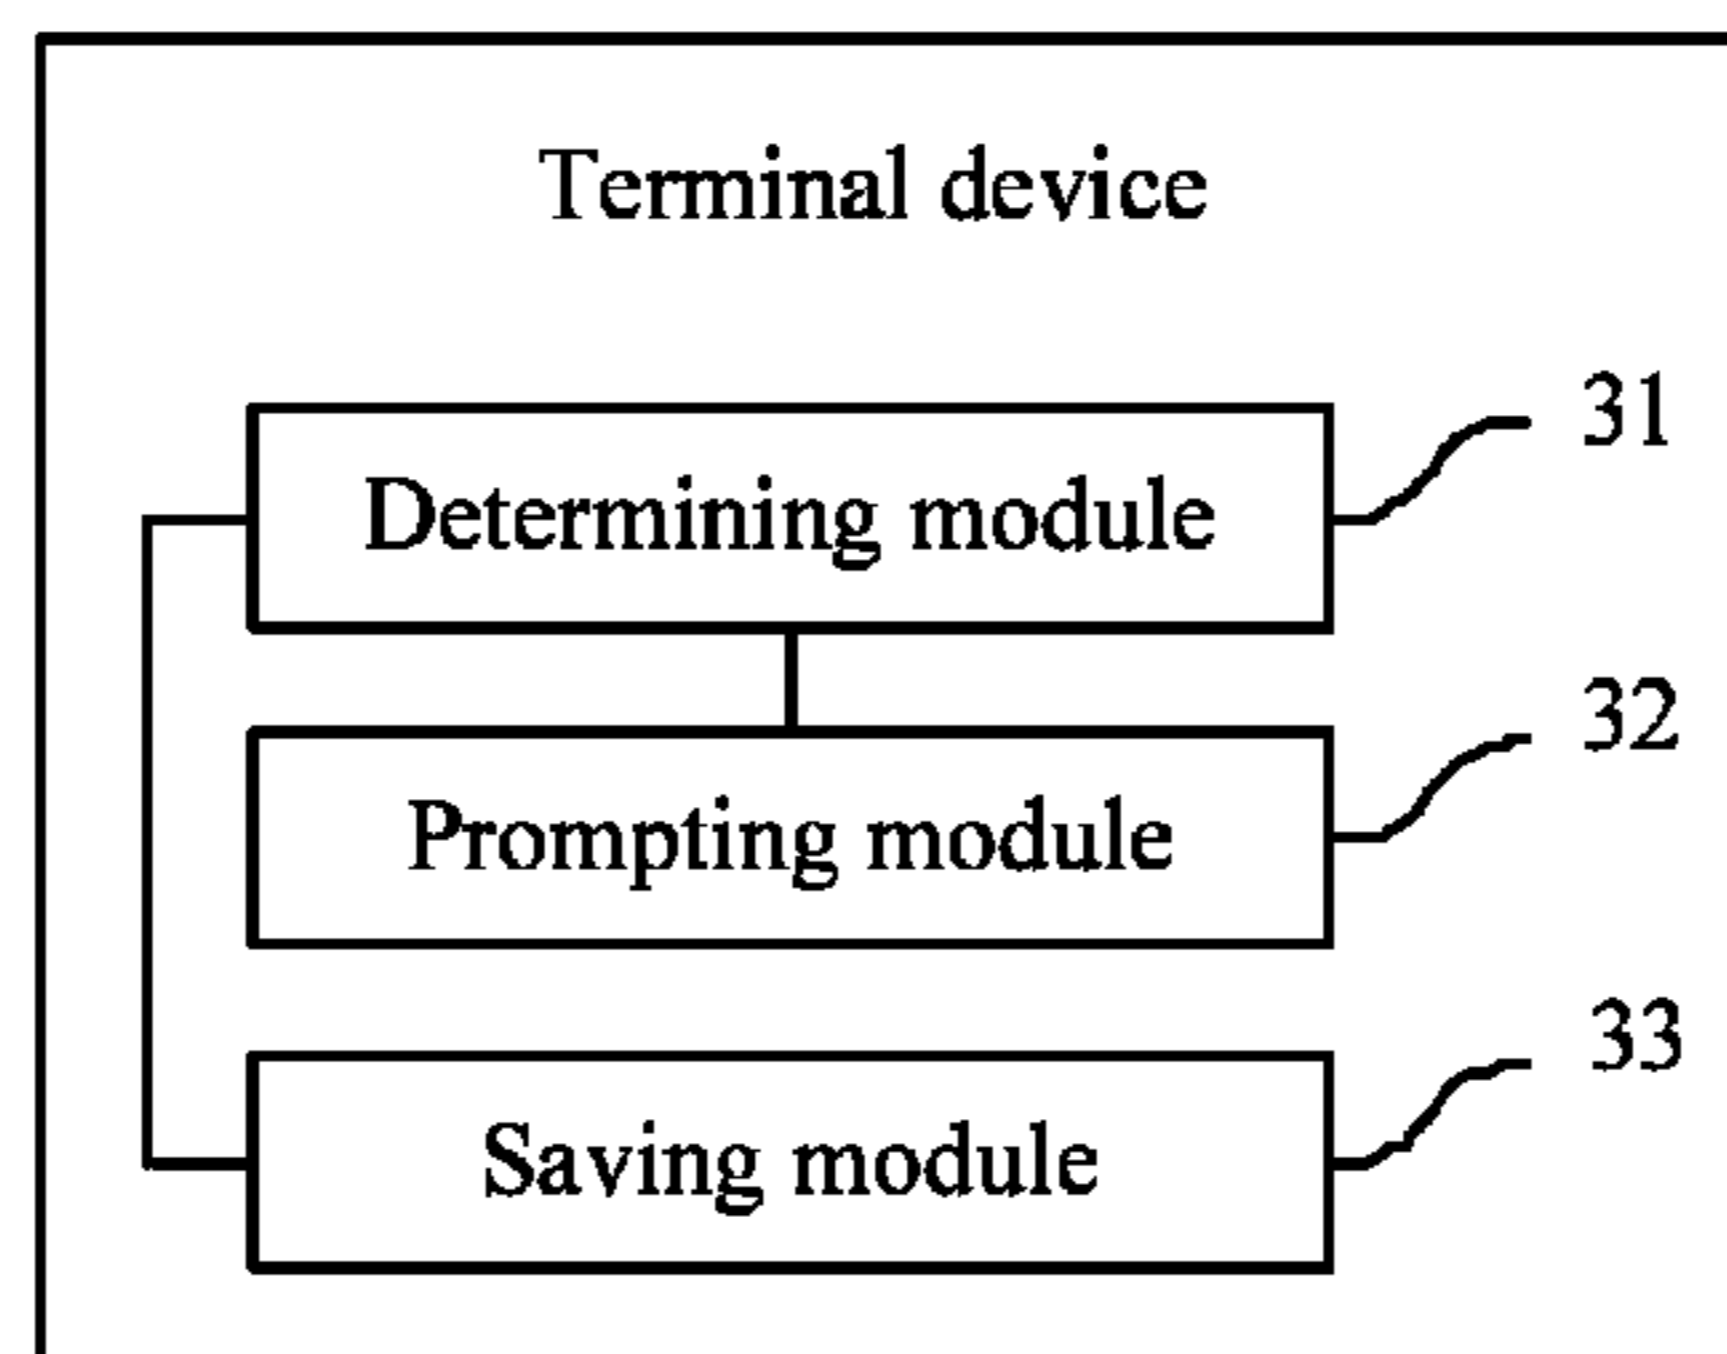 Terminal device
31
Determining module
32
Prompting module
33
Saving module